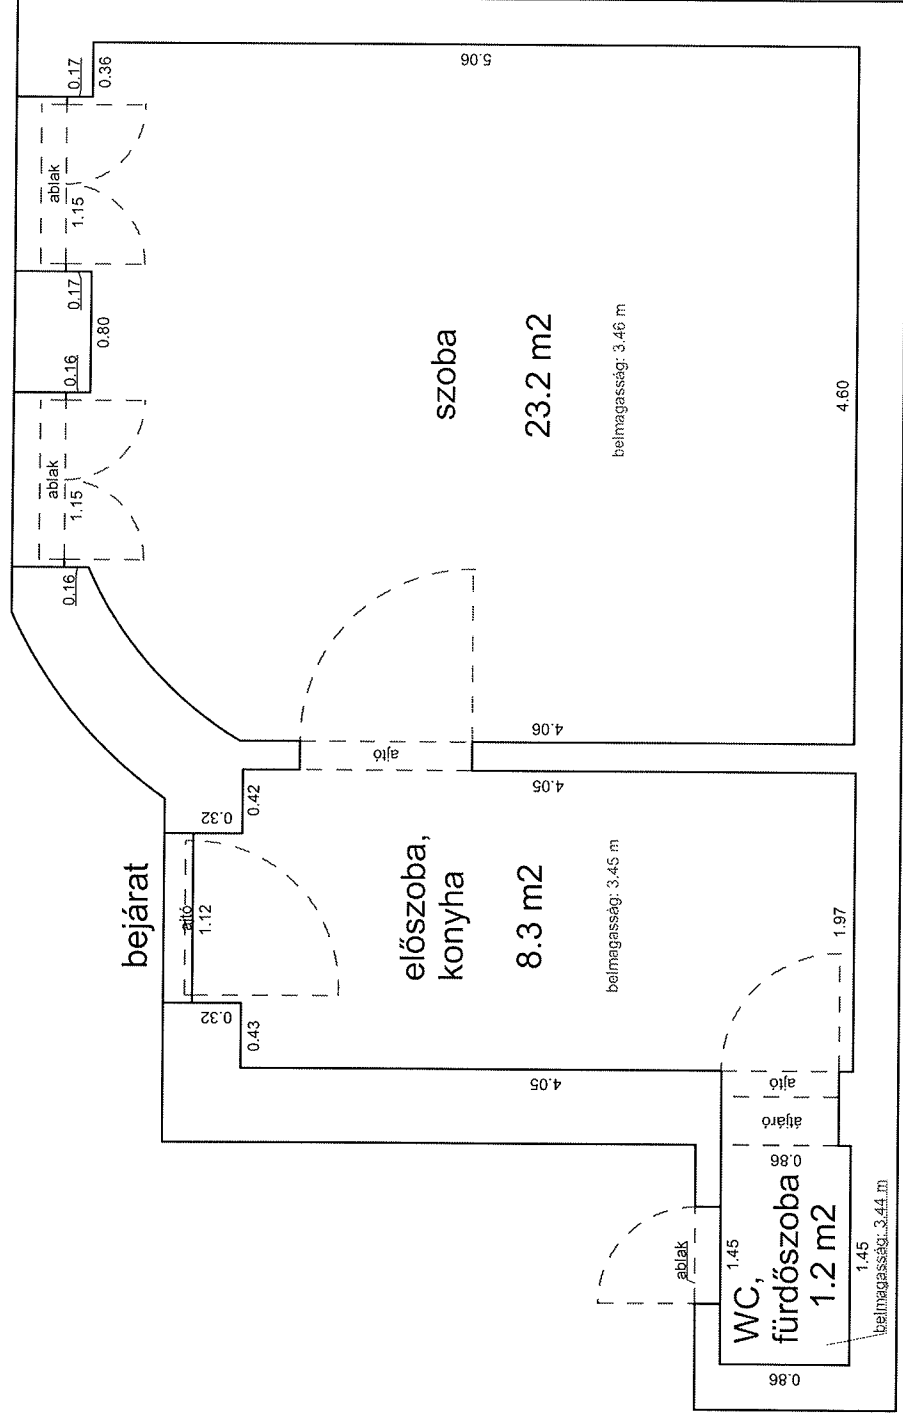 5.06
0.17
0.36
ablak
1.15
0.17
0.80
0.16
ablak
1.15
0.16
szoba
23.2 m2
belmagasság: 3.46 m
4.60
4.06
ajtó
4.05
0.32
0.42
bejárat
ajtó
1.12
előszoba,
konyha
8.3 m2
belmagasság: 3.45 m
1.97
0.32
0.43
4.05
ajtó
átjáró
0.86
ablak
1.45
WC,
fürdőszoba
1.2 m2
1.45
belmagasság: 3.44 m
0.86